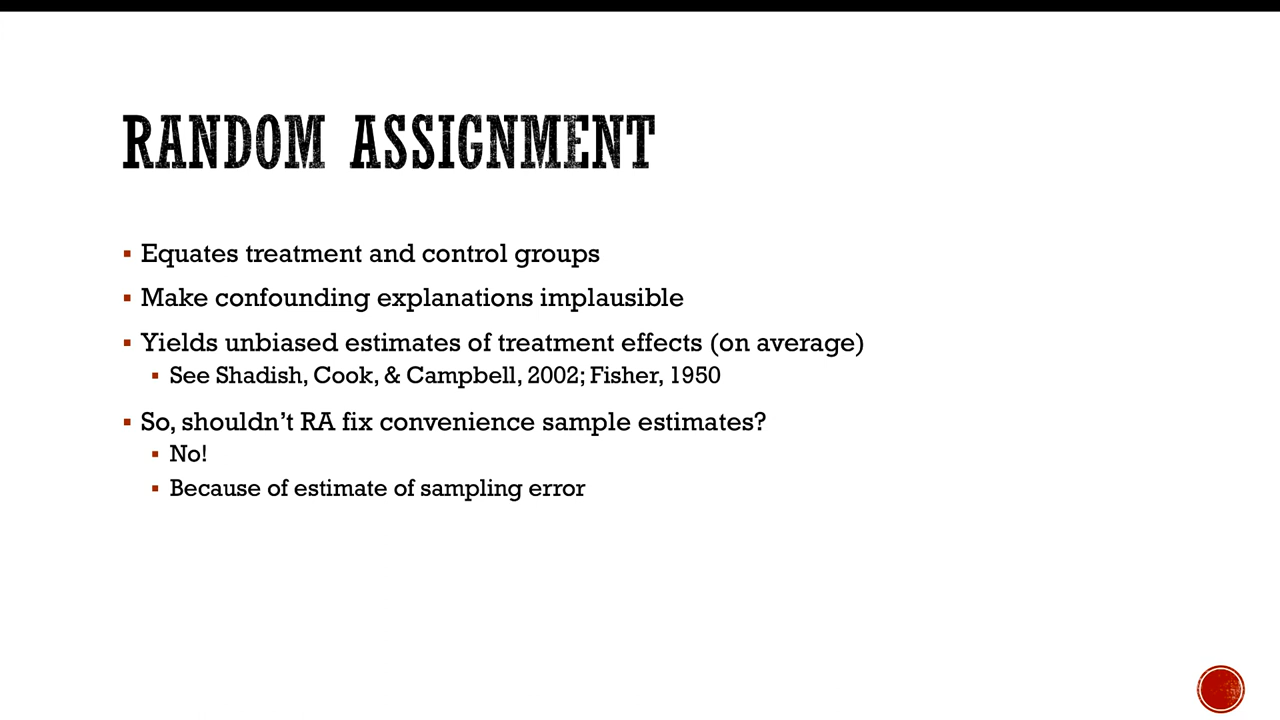 RANDOM ASSIGNMENT
Equates treatment and control groups
Make confounding explanations implausible
Yields unbiased estimates of treatment effects (on average)
See Shadish, Cook, & Campbell, 2002; Fisher, 1950
So, shouldn't RA fix convenience sample estimates?
No!
Because of estimate of sampling error